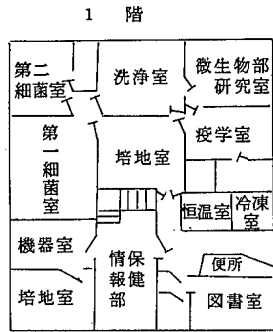 1 階
第二細菌室
洗浄室
微生物部研究室
第一細菌室
培地室
疫学室
恒温室
冷凍室
機器室
情報部
保健
便所
培地室
図書室